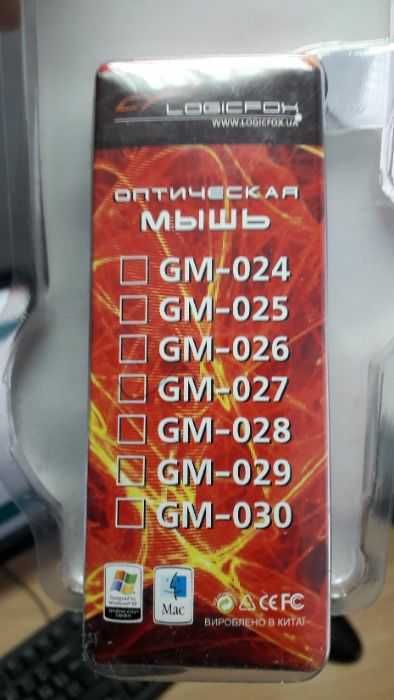 LOGICFOX
WWW.LOGICFOX.UA
ОПТИЧЕСКАЯ
МЫШЬ
GM-024
GM-025
GM-026
GM-027
GM-028
GM-029
GM-030
Mac
CE FC
ВИРОБЛЕНО В КИТАЇ